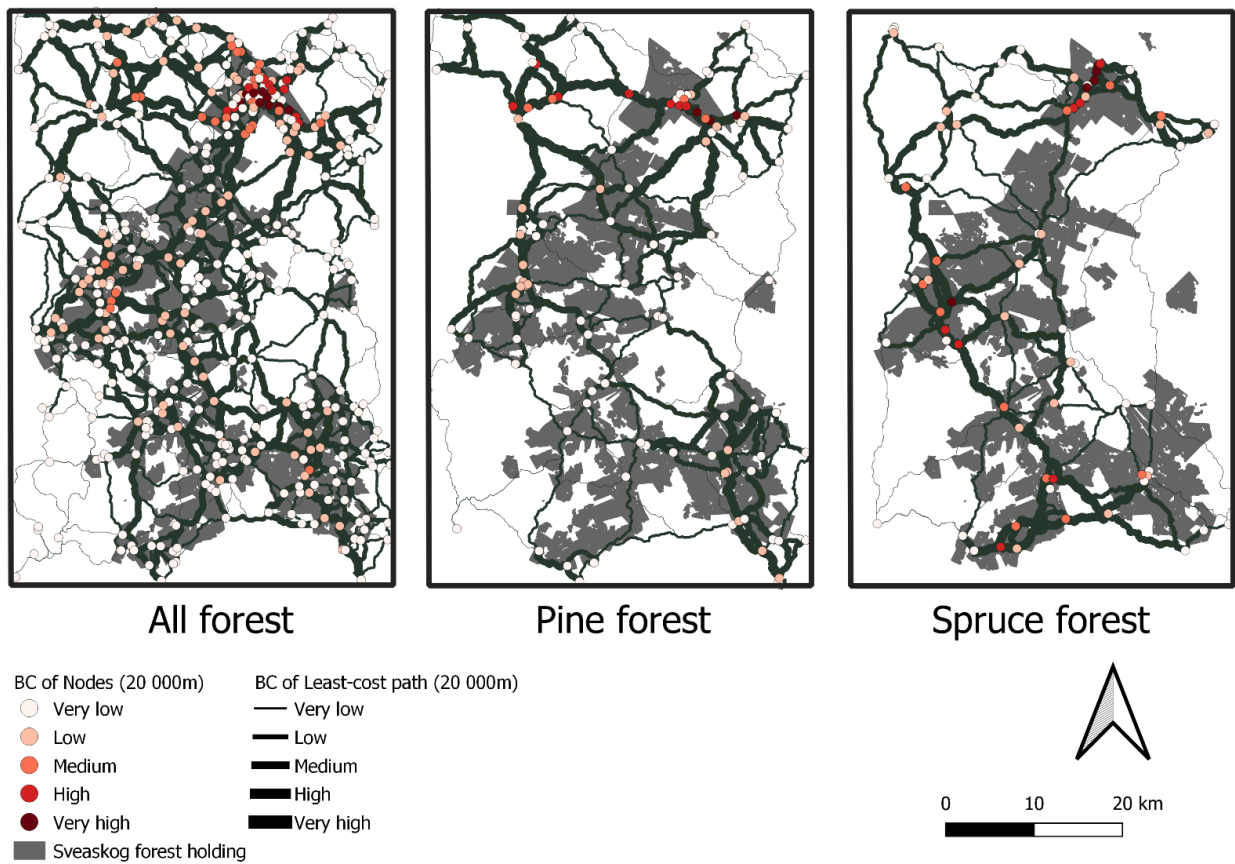 All forest
Pine forest
Spruce forest
BC of Nodes (20 000m)
BC of Least-cost path (20 000m)
Very low
Very low
Low
Low
Medium
Medium
High
High
Very high
Very high
Sveaskog forest holding
0 10 20 km